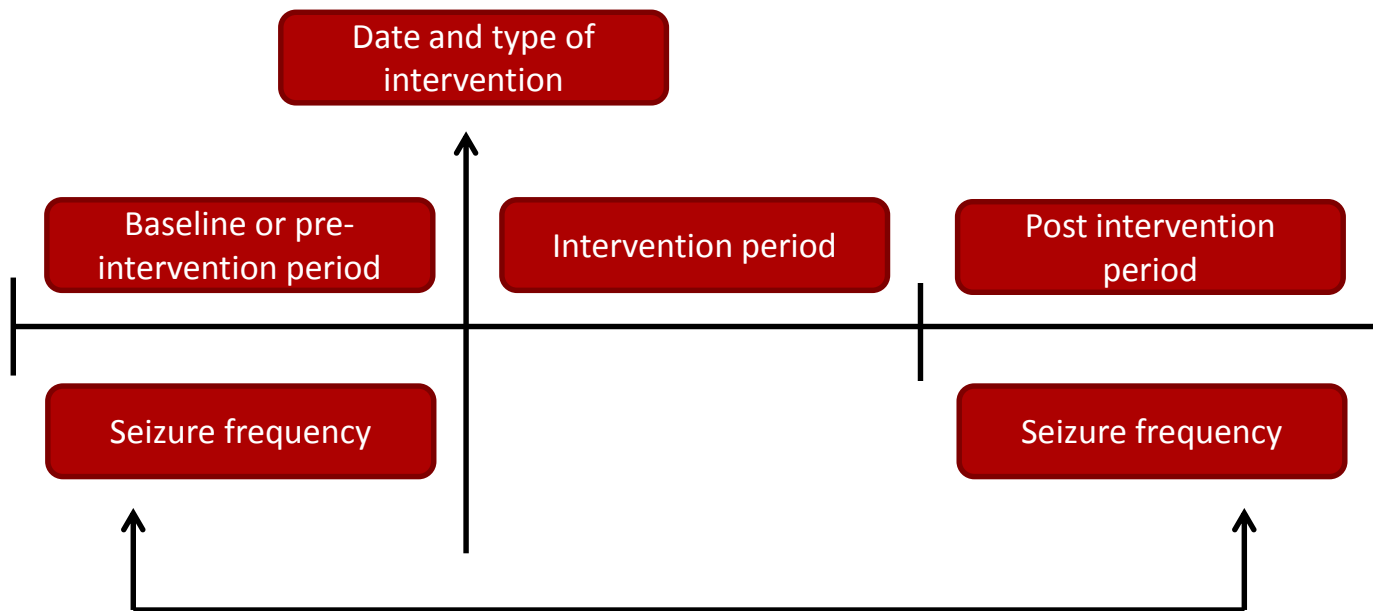 Date and type of
intervention
Baseline or pre-
intervention period
Intervention period
Post intervention
period
Seizure frequency
Seizure frequency